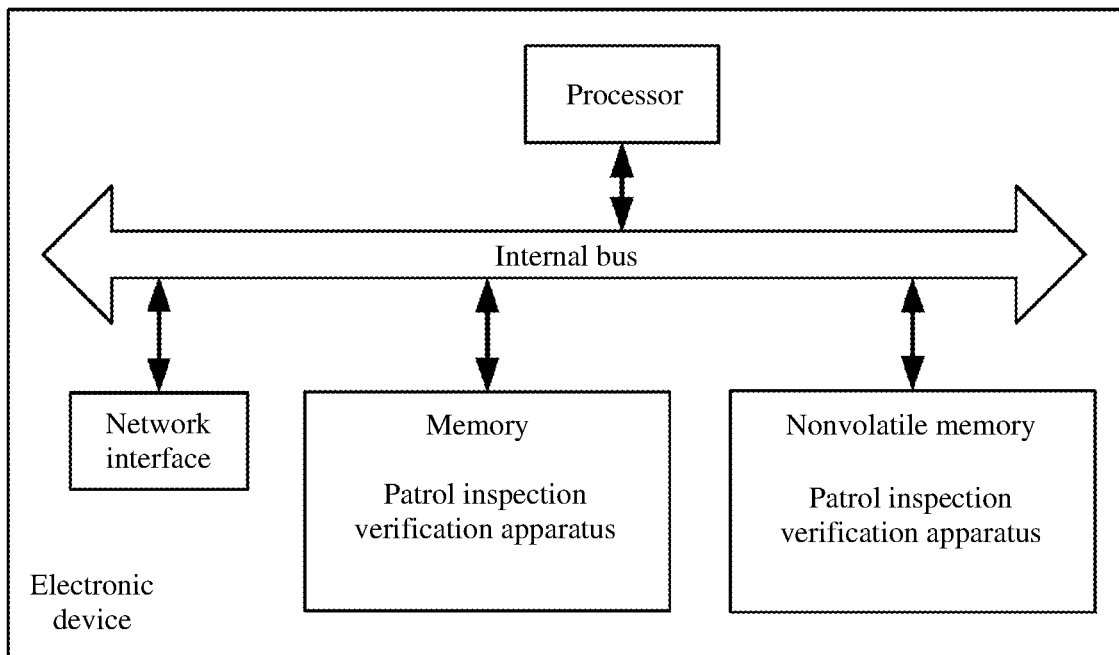 Processor
Internal bus
Network
interface
Memory
Patrol inspection
verification apparatus
Nonvolatile memory
Patrol inspection
verification apparatus
Electronic
device